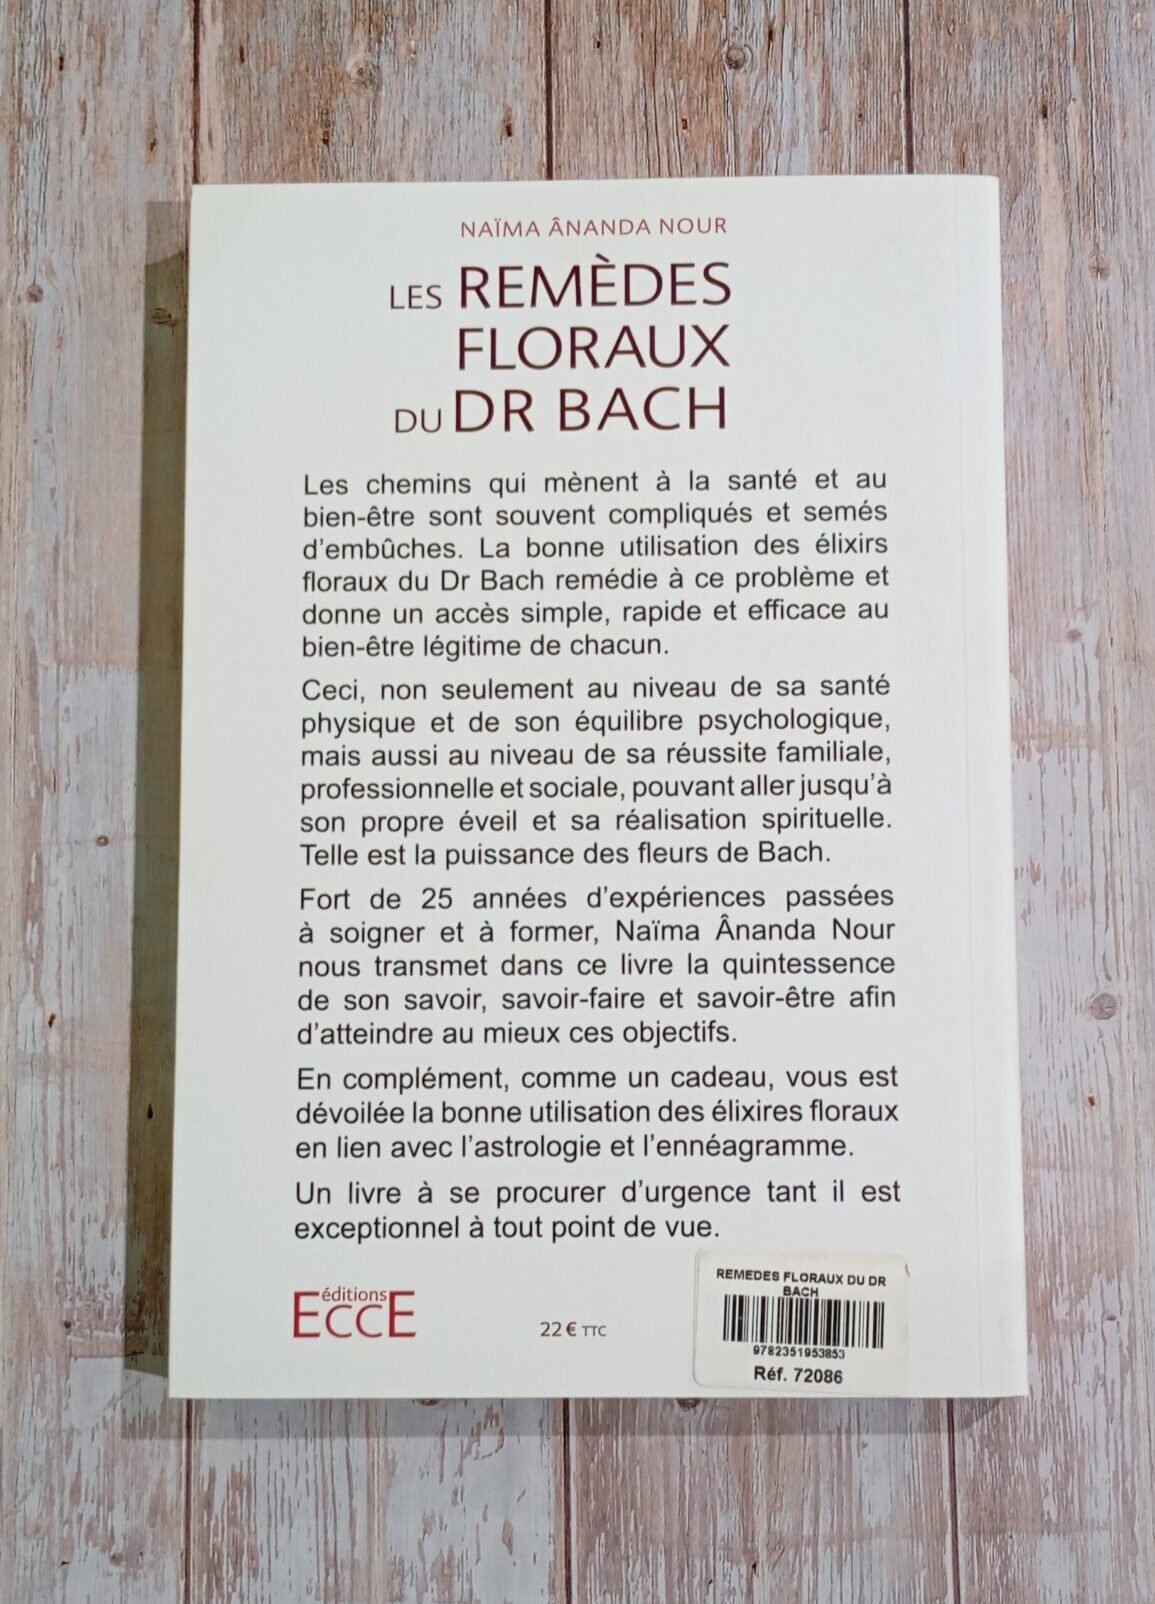 NAÏMA ÂNANDA NOUR
LES REMÈDES
FLORAUX
DU DR BACH
Les chemins qui mènent à la santé et au
bien-être sont souvent compliqués et semés
d'embûches. La bonne utilisation des élixirs
floraux du Dr Bach remédie à ce problème et
donne un accès simple, rapide et efficace au
bien-être légitime de chacun.
Ceci, non seulement au niveau de sa santé
physique et de son équilibre psychologique,
mais aussi au niveau de sa réussite familiale,
professionnelle et sociale, pouvant aller jusqu'à
son propre éveil et sa réalisation spirituelle.
Telle est la puissance des fleurs de Bach.
Fort de 25 années d'expériences passées
à soigner et à former, Naïma Ânanda Nour
nous transmet dans ce livre la quintessence
de son savoir, savoir-faire et savoir-être afin
d'atteindre au mieux ces objectifs.
En complément, comme un cadeau, vous est
dévoilée la bonne utilisation des élixires floraux
en lien avec l'astrologie et l'ennéagramme.
Un livre à se procurer d'urgence tant il est
exceptionnel à tout point de vue.
éditions
ECCE
22 € TTC
REMEDES FLORAUX DU DR
BACH
9782351953853
Réf. 72086